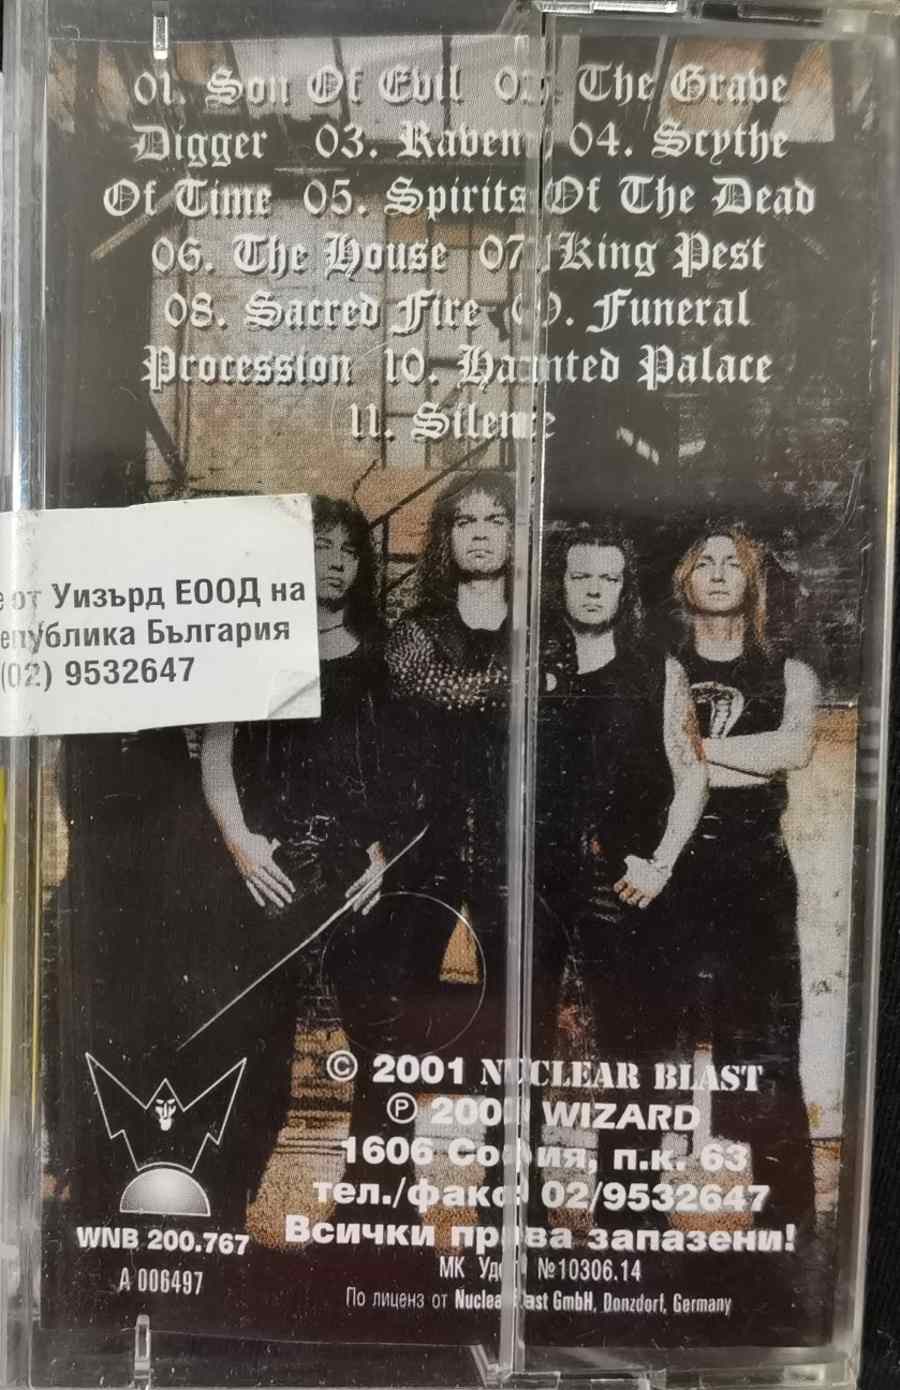 01. Son Of Evil 02. The Grave
Digger 03. Raven 04. Scythe
Of Time 05. Spirits Of The Dead
06. The House 07. King Pest
08. Sacred Fire 09. Funeral
Procession 10. Haunted Palace
11. Silence
от Уизърд ЕООД на
епублика България
(02) 9532647
© 2001 NUCLEAR BLAST
℗ 200 WIZARD
1606 София, п.к. 63
тел./факс 02/9532647
Всички права запазени!
WNB 200.767
МК Удост №10306.14
A 006497
По лиценз от Nuclear Blast GmbH, Donzdorf, Germany